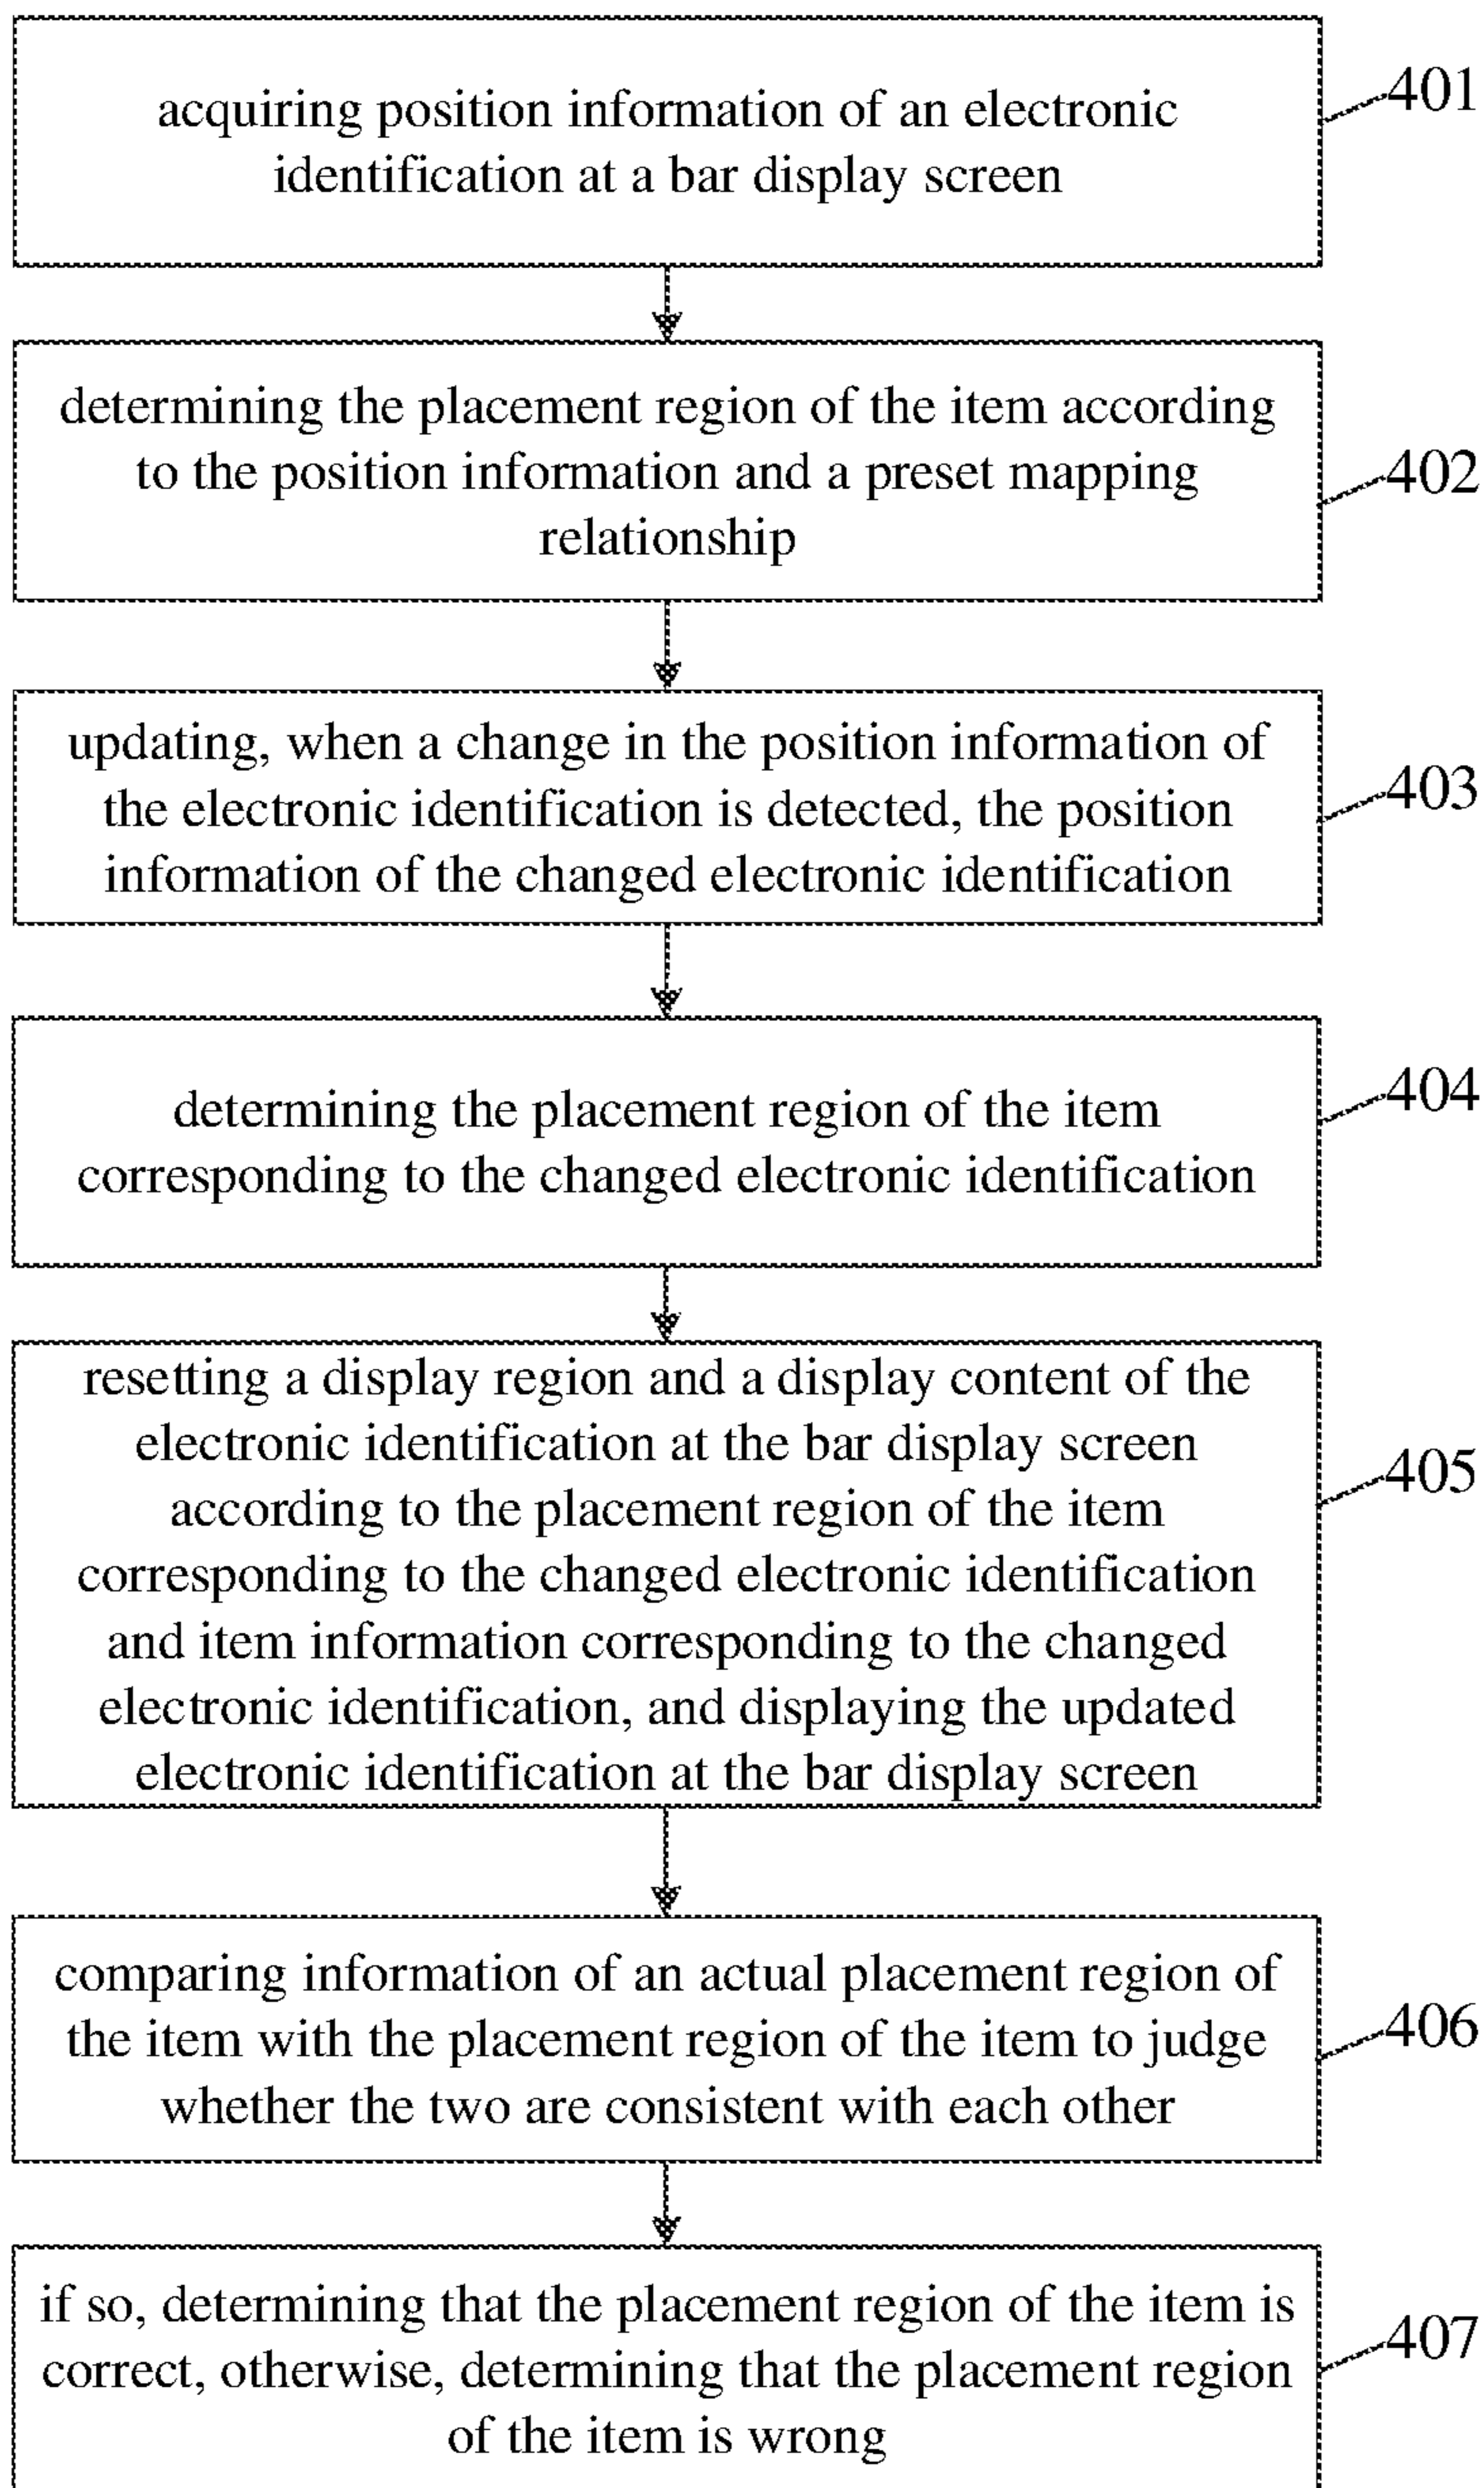 acquiring position information of an electronic
identification at a bar display screen
401
determining the placement region of the item according
to the position information and a preset mapping
relationship
402
updating, when a change in the position information of
the electronic identification is detected, the position
information of the changed electronic identification
403
determining the placement region of the item
corresponding to the changed electronic identification
404
resetting a display region and a display content of the
electronic identification at the bar display screen
according to the placement region of the item
corresponding to the changed electronic identification
and item information corresponding to the changed
electronic identification, and displaying the updated
electronic identification at the bar display screen
405
comparing information of an actual placement region of
the item with the placement region of the item to judge
whether the two are consistent with each other
406
if so, determining that the placement region of the item is
correct, otherwise, determining that the placement region
of the item is wrong
407